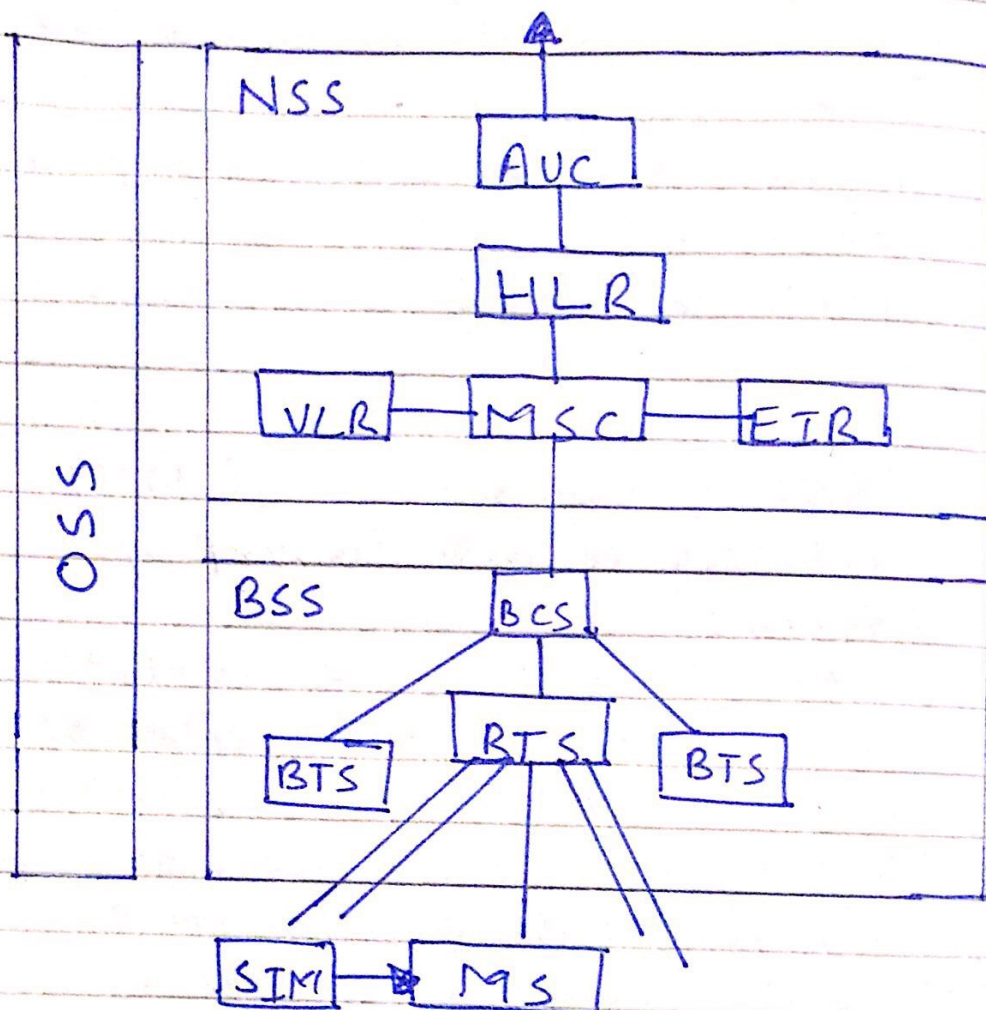 NSS
AUC
HLR
VLR MSC EIR
OSS
BSS
BCS
BTS BTS BTS
SIM MS